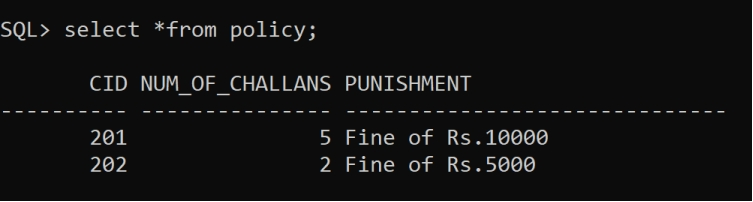 SQL> select *from policy;
CID NUM_OF_CHALLANS PUNISHMENT
---------- --------------- ------------------------------
201 5 Fine of Rs.10000
202 2 Fine of Rs.5000